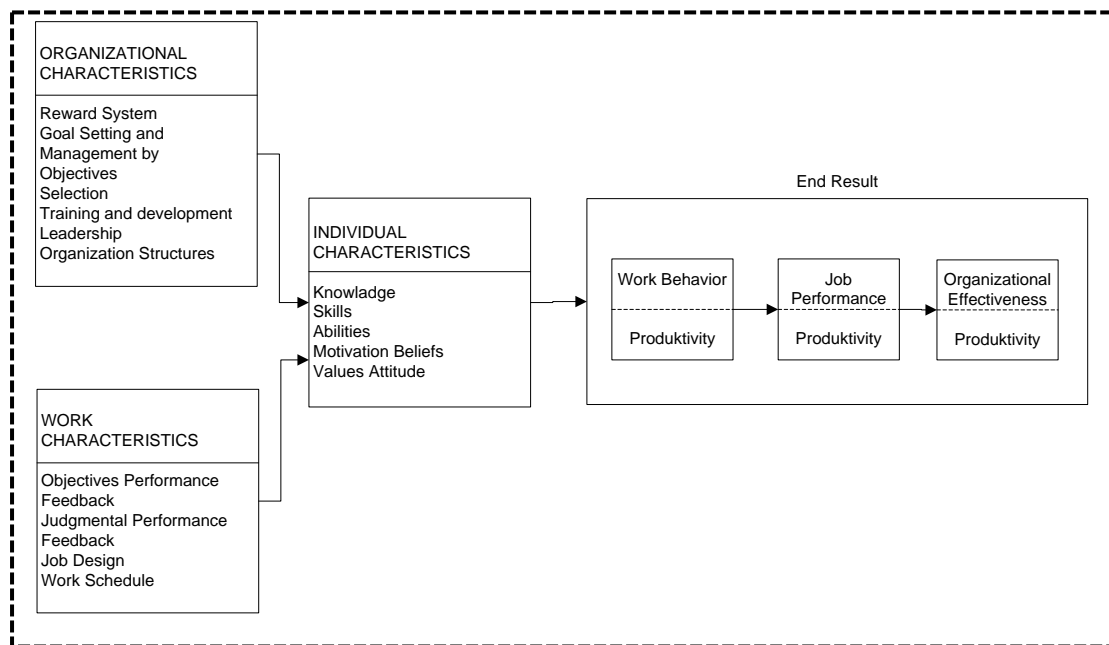 ORGANIZATIONAL
CHARACTERISTICS
Reward System
Goal Setting and
Management by
Objectives
Selection
Training and development
Leadership
Organization Structures
WORK
CHARACTERISTICS
Objectives Performance
Feedback
Judgmental Performance
Feedback
Job Design
Work Schedule
INDIVIDUAL
CHARACTERISTICS
Knowladge
Skills
Abilities
Motivation Beliefs
Values Attitude
End Result
Work Behavior
Produktivity
Job
Performance
Produktivity
Organizational
Effectiveness
Produktivity